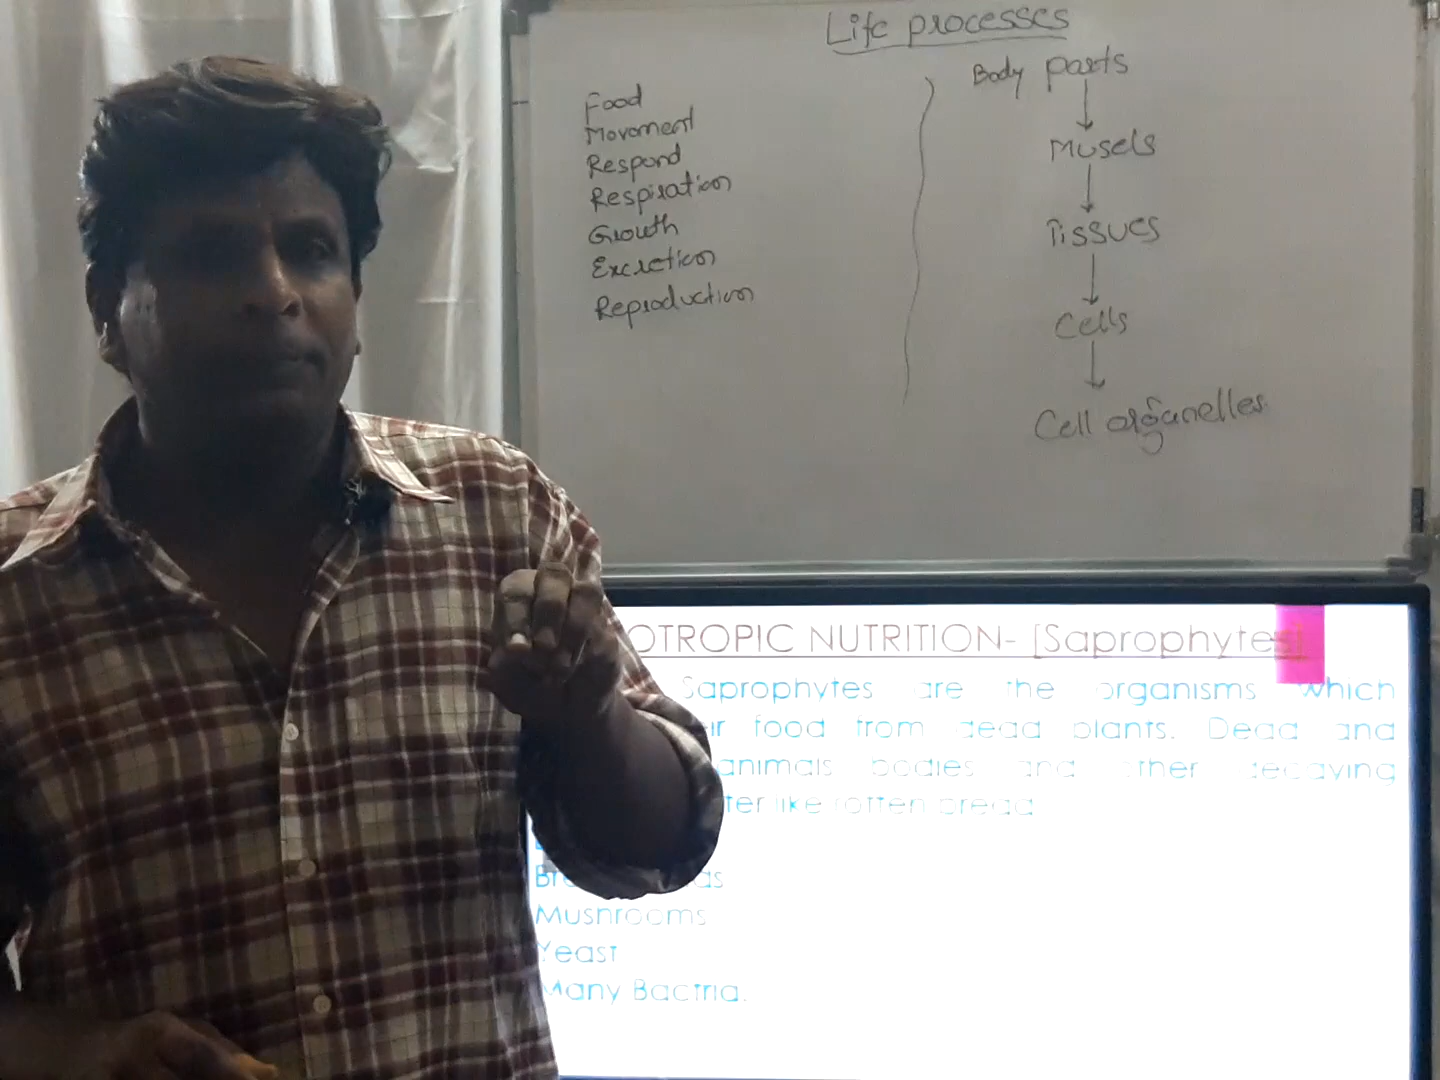 Life processes
Food
Movement
Respond
Respiration
Growth
Excretion
Reproduction
Body parts
Musels
Tissues
Cells
Cell organelles
OTROPIC NUTRITION- [Saprophytes]
Saprophytes are the organisms which
food from dead plants. Dead and
animals bodies and other decaying
like rotten bread
Mushrooms
Yeast
Many Bactria.